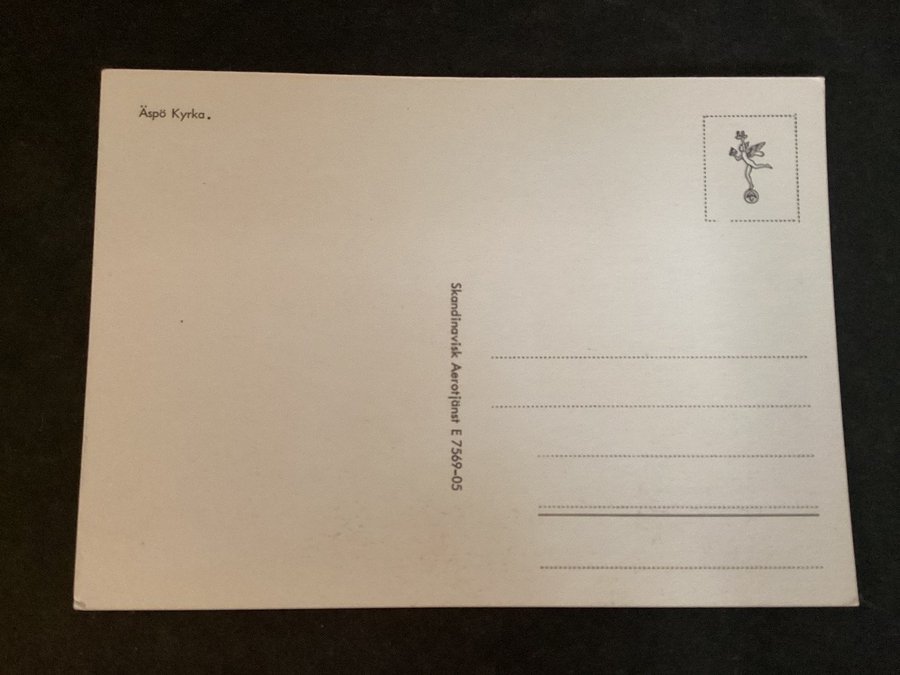 Äspö Kyrka.
Skandinavisk Aerotjänst E 7569-05